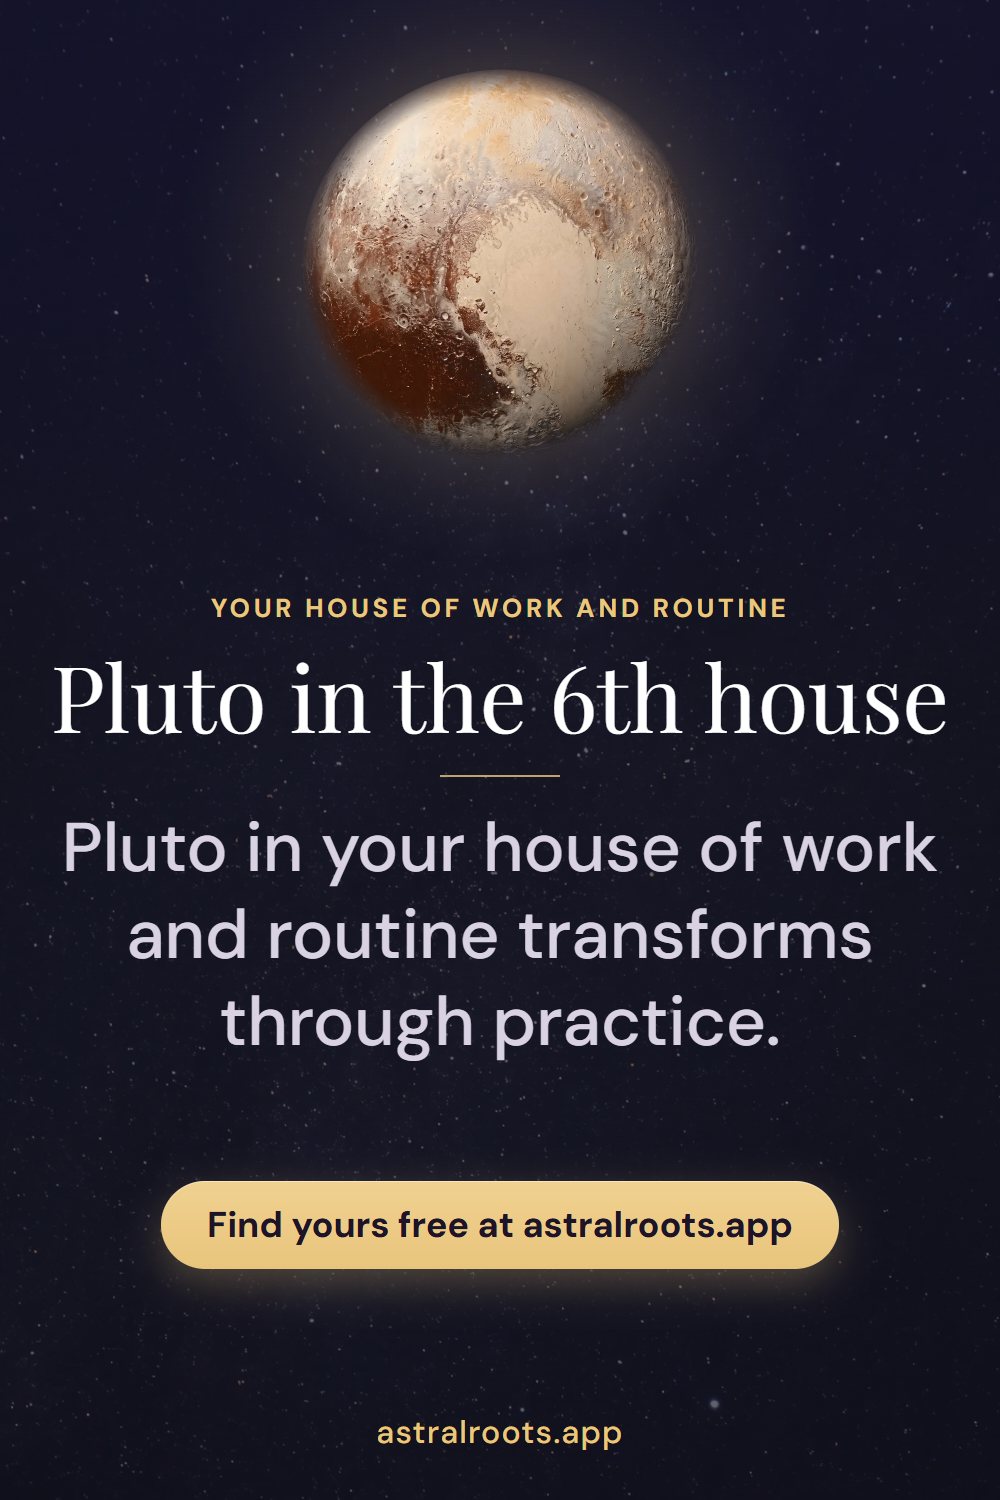 YOUR HOUSE OF WORK AND ROUTINE
Pluto in the 6th house
Pluto in your house of work
and routine transforms
through practice.
Find yours free at astralroots.app
astralroots.app